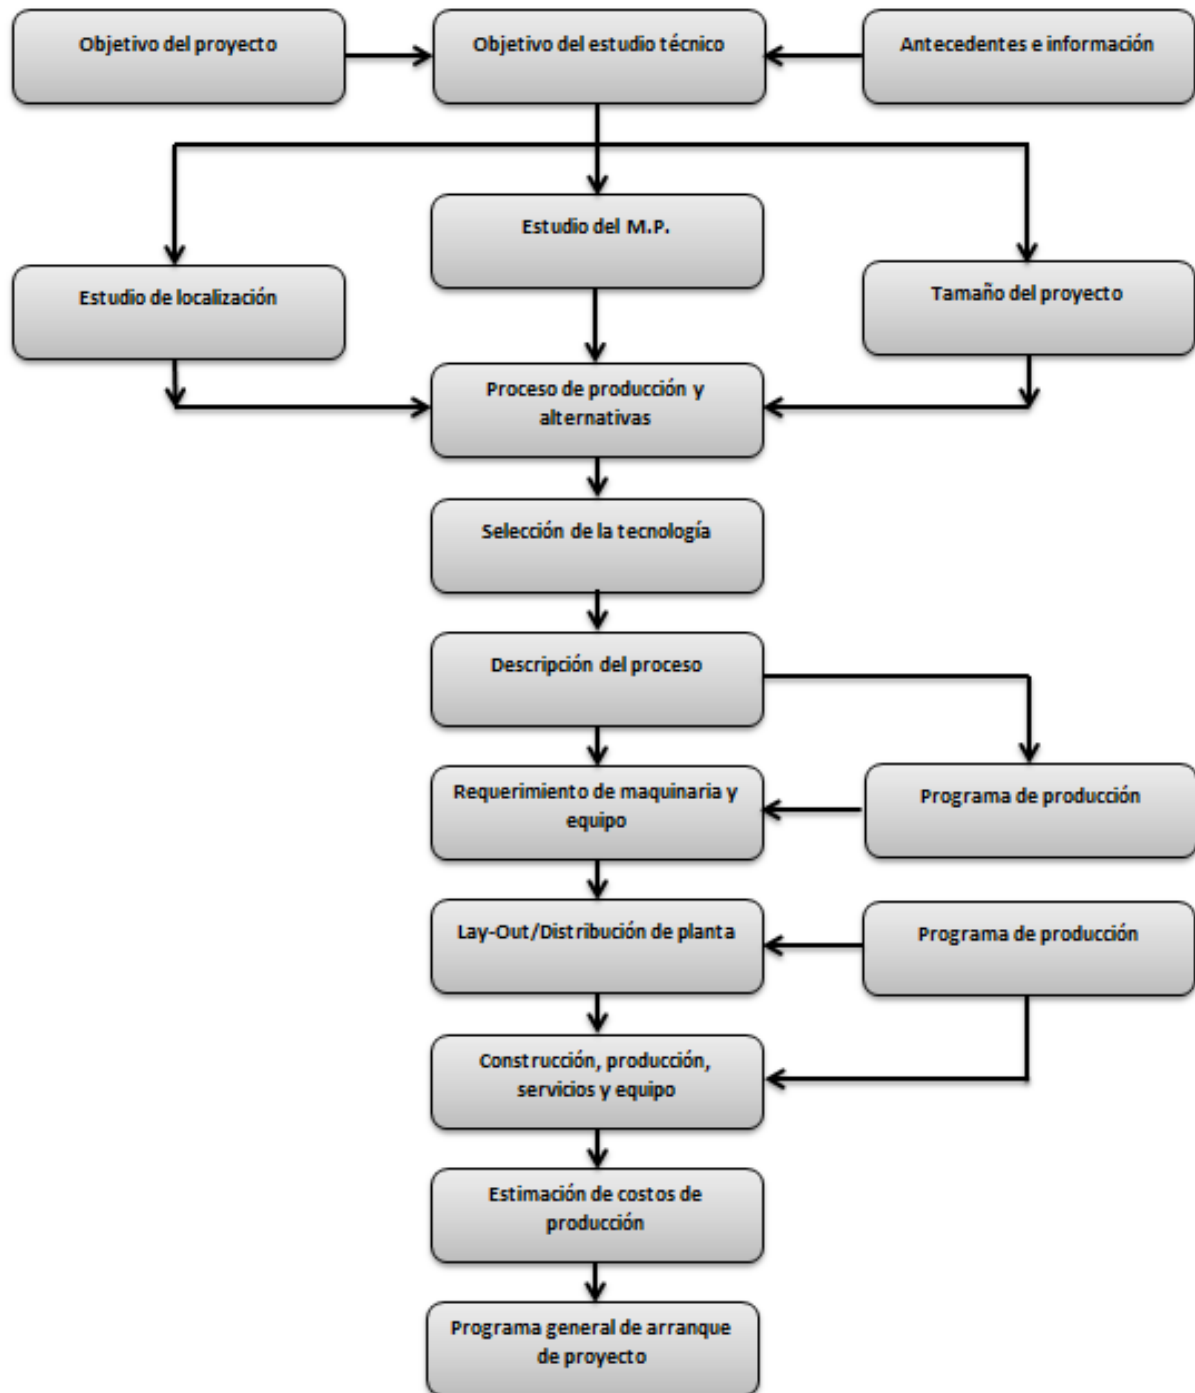 Objetivo del proyecto
Objetivo del estudio técnico
Antecedentes e información
Estudio del M.P.
Estudio de localización
Tamaño del proyecto
Proceso de producción y
alternativas
Selección de la tecnología
Descripción del proceso
Requerimiento de maquinaria y
equipo
Programa de producción
Lay-Out/Distribución de planta
Programa de producción
Construcción, producción,
servicios y equipo
Estimación de costos de
producción
Programa general de arranque
de proyecto